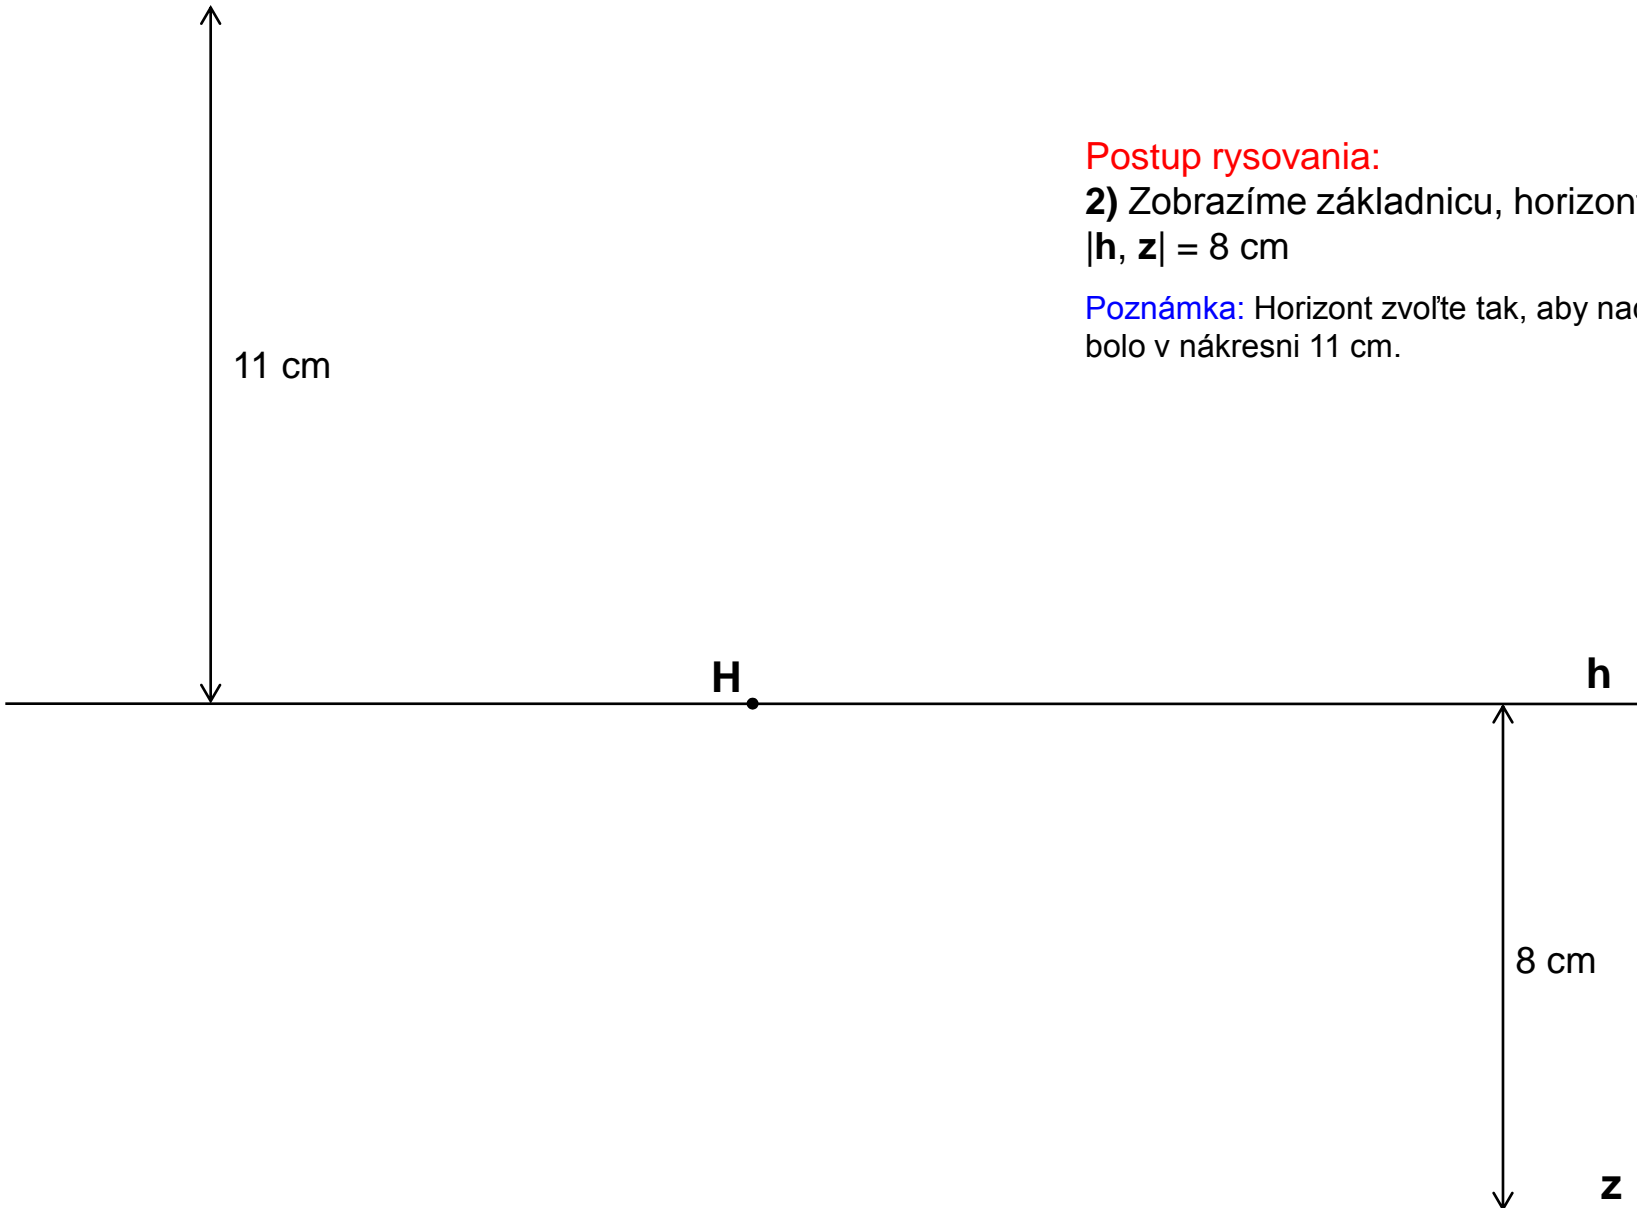 Postup rysovania:
2) Zobrazíme základnicu, horizon
|h, z| = 8 cm
Poznámka: Horizont zvoľte tak, aby
bolo v nákresni 11 cm.
11 cm
H
h
8 cm
z